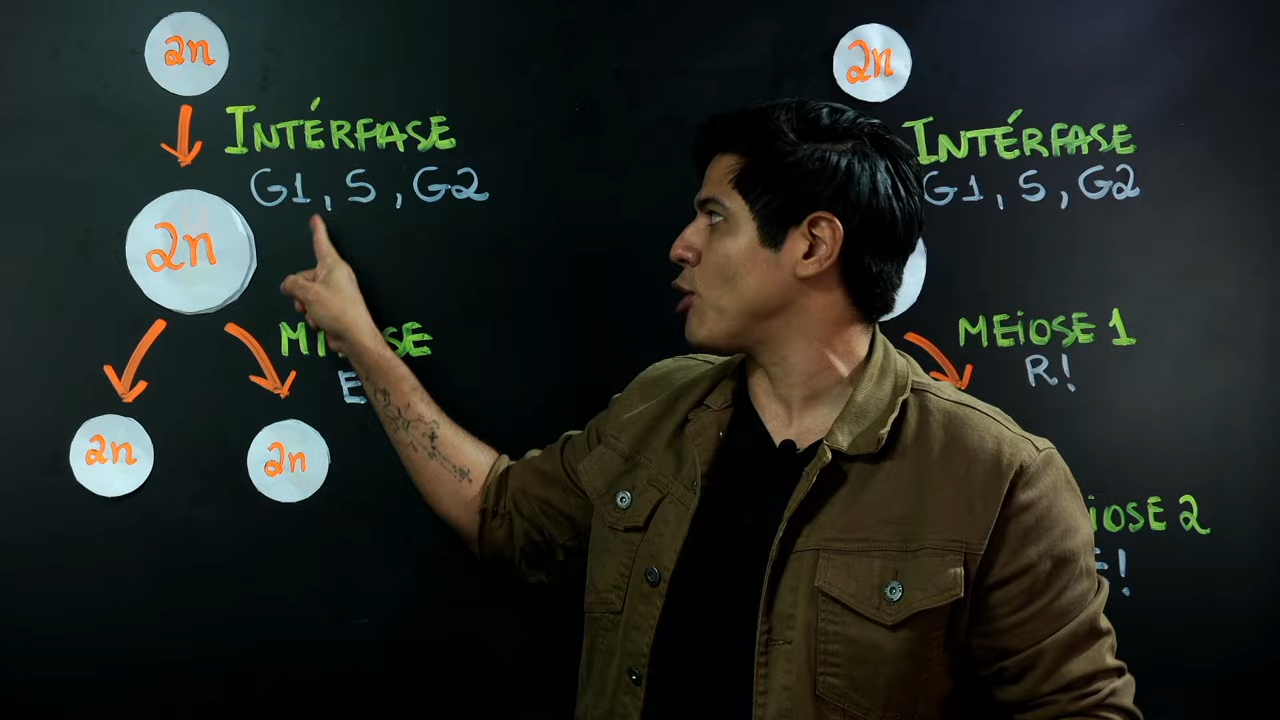 2n
INTÉRFASE
G1, S, G2
2n
2n
2n
2n
INTÉRFASE
G1, S, G2
MEIOSE 1
R!